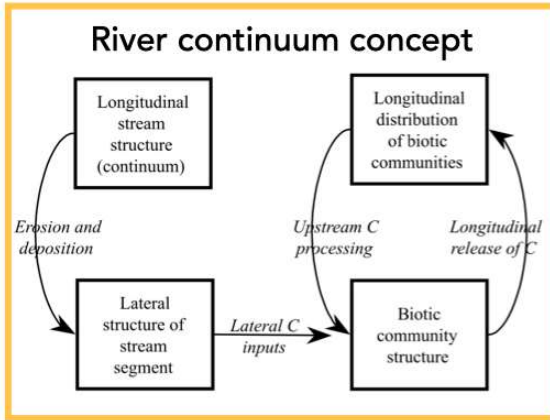 River continuum concept
Longitudinal
stream
structure
(continuum)
Longitudinal
distribution
of biotic
communities
Erosion and
deposition
Upstream C
processing
Longitudinal
release of C
Lateral
structure of
stream
segment
Lateral C
inputs
Biotic
community
structure